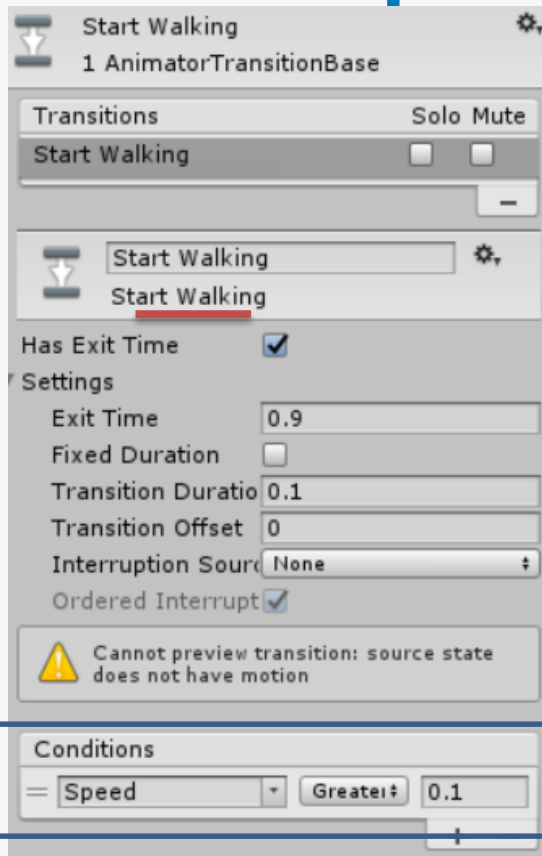 Start Walking
1 AnimatorTransitionBase
Transitions Solo Mute
Start Walking
Start Walking
Start Walking
Has Exit Time
Settings
Exit Time 0.9
Fixed Duration
Transition Duratio 0.1
Transition Offset 0
Interruption Sourc None
Ordered Interrupt
Cannot preview transition: source state
does not have motion
Conditions
= Speed Greater 0.1